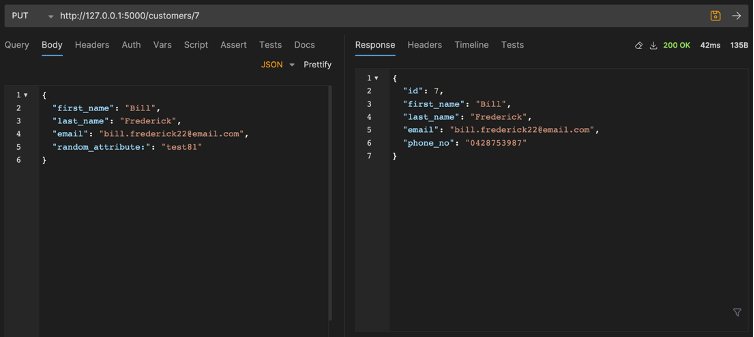 PUT http://127.0.0.1:5000/customers/7
Query Body Headers Auth Vars Script Assert Tests Docs
JSON Prettify
1 {
2 "first_name": "Bill",
3 "last_name": "Frederick",
4 "email": "bill.frederick22@email.com",
5 "random_attribute:": "test81"
6 }
Response Headers Timeline Tests 200 OK 42ms 135B
1 {
2 "id": 7,
3 "first_name": "Bill",
4 "last_name": "Frederick",
5 "email": "bill.frederick22@email.com",
6 "phone_no": "0428753987"
7 }